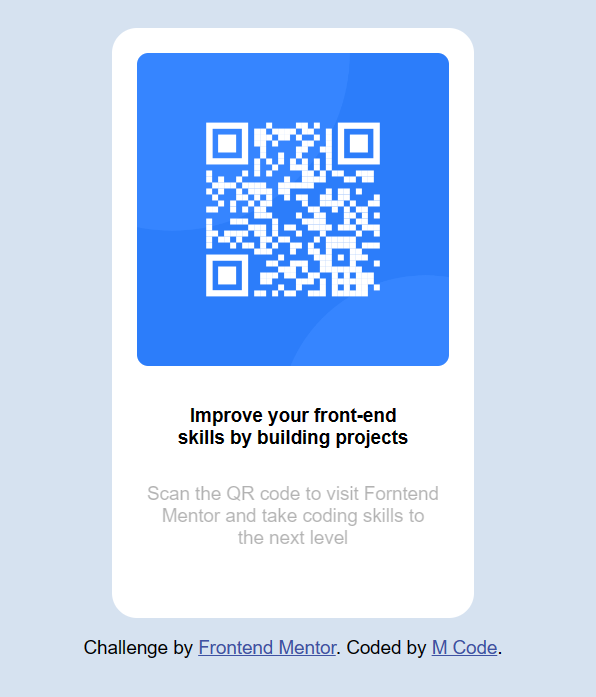 Improve your front-end
skills by building projects
Scan the QR code to visit Forntend
Mentor and take coding skills to
the next level
Challenge by Frontend Mentor. Coded by M Code.